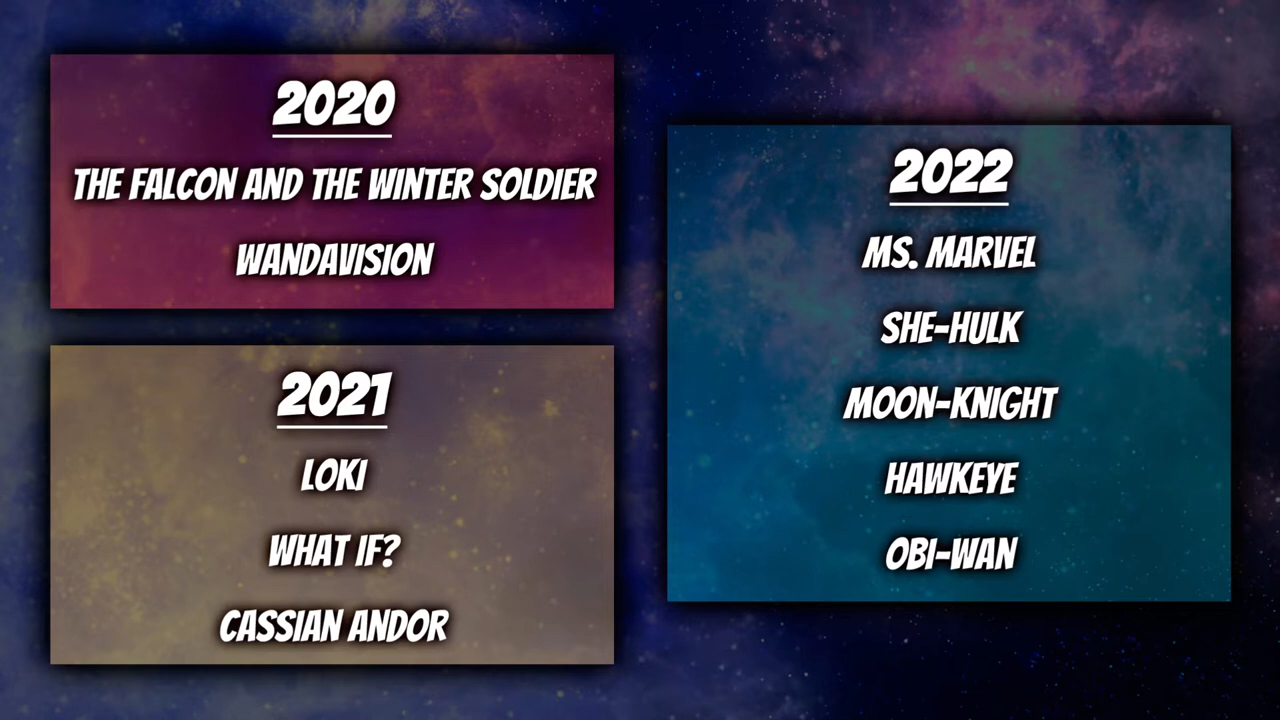 2020
THE FALCON AND THE WINTER SOLDIER
WANDAVISION
2021
LOKI
WHAT IF?
CASSIAN ANDOR
2022
MS. MARVEL
SHE-HULK
MOON-KNIGHT
HAWKEYE
OBI-WAN